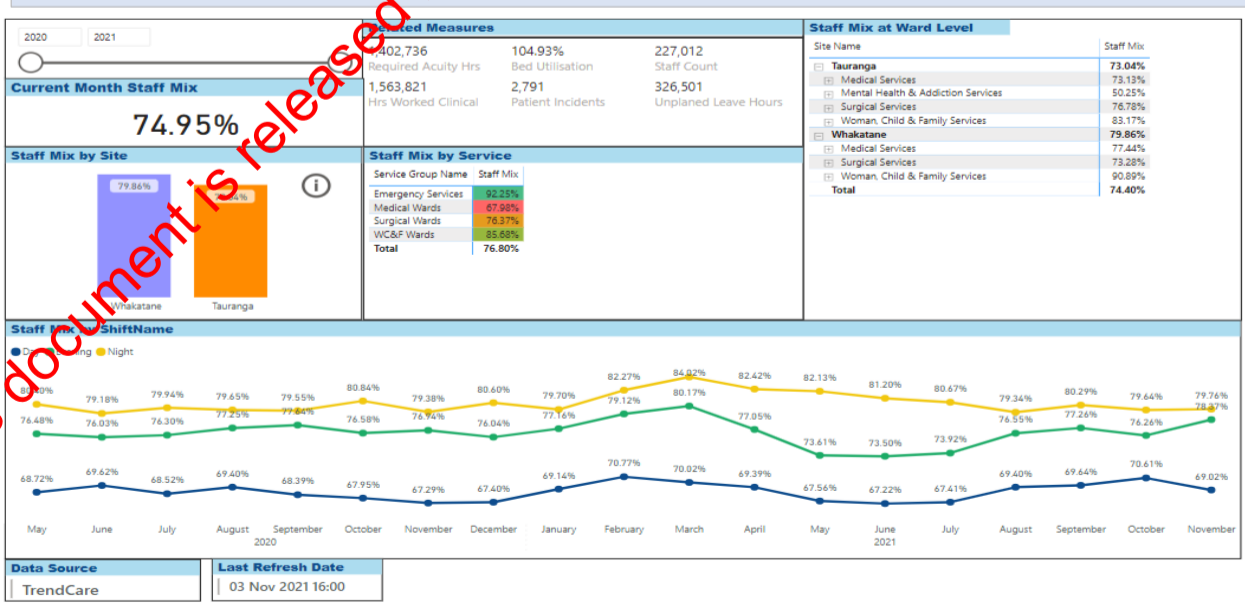 document is released
2020 2021
Related Measures
,402,736 104.93% 227,012
Required Acuity Hrs Bed Utilisation Staff Count
1,563,821 2,791 326,501
Hrs Worked Clinical Patient Incidents Unplaned Leave Hours
Current Month Staff Mix
74.95%
Staff Mix at Ward Level
Site Name Staff Mix
Tauranga 73.04%
Medical Services 73.13%
Mental Health & Addiction Services 50.25%
Surgical Services 76.78%
Woman, Child & Family Services 83.17%
Whakatane 79.86%
Medical Services 77.44%
Surgical Services 73.28%
Woman, Child & Family Services 90.89%
Total 74.40%
Staff Mix by Site
79.86%
Whakatane Tauranga
Staff Mix by Service
Service Group Name Staff Mix
Emergency Services 92.25%
Medical Wards 67.98%
Surgical Wards 76.37%
WC&F Wards 85.68%
Total 76.80%
Staff Mix by ShiftName
Day Evening Night
79.18% 79.94% 79.65% 79.55% 80.84% 79.38% 80.60% 79.70% 82.27% 84.02% 82.42% 82.13% 81.20% 80.67% 79.34% 80.29% 79.64% 79.76%
76.48% 76.03% 76.30% 77.25% 77.64% 76.58% 76.94% 76.04% 77.16% 79.12% 80.17% 77.05% 73.61% 73.50% 73.92% 76.55% 77.26% 76.26% 78.37%
68.72% 69.62% 68.52% 69.40% 68.39% 67.95% 67.29% 67.40% 69.14% 70.77% 70.02% 69.39% 67.56% 67.22% 67.41% 69.40% 69.64% 70.61% 69.02%
May June July August September October November December January February March April May June July August September October November
2020 2021
Data Source
TrendCare
Last Refresh Date
03 Nov 2021 16:00